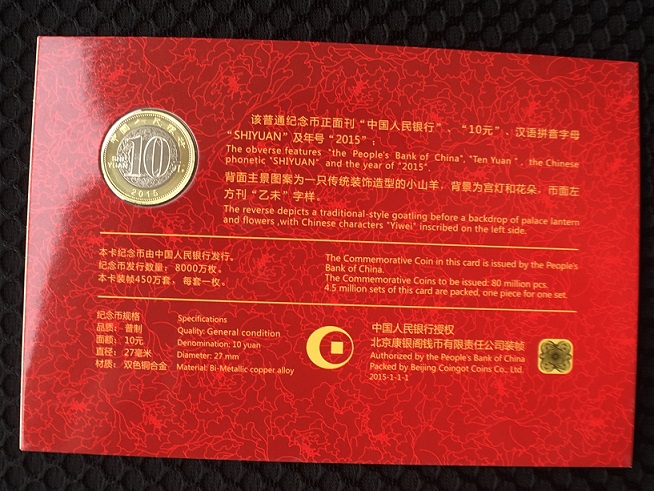 中国人民银行
SHI YUAN
10
元
2015
该普通纪念币正面刊“中国人民银行”、“10元”、汉语拼音字母
“SHIYUAN”及年号“2015”；
The obverse features "the People's Bank of China", "Ten Yuan", the Chinese
phonetic "SHIYUAN" and the year of "2015".
背面主景图案为一只传统装饰造型的小山羊，背景为宫灯和花朵，币面左
方刊“乙未”字样。
The reverse depicts a traditional-style goatling before a backdrop of palace lantern
and flowers ,with Chinese characters "Yiwei" inscribed on the left side.
本卡纪念币由中国人民银行发行。
纪念币发行数量：8000万枚。
本卡装帧450万套，每套一枚。
The Commemorative Coin in this card is issued by the People's
Bank of China.
The Commemorative Coins to be issued: 80 million pcs.
4.5 million sets of this card are packed, one piece for one set.
纪念币规格
品质：普制
面额：10元
直径：27毫米
材质：双色铜合金
Specifications
Quality: General condition
Denomination: 10 yuan
Diameter: 27 mm
Material: Bi-Metallic copper alloy
中国人民银行授权
北京康银阁钱币有限责任公司装帧
Authorized by the People's Bank of China
Packed by Beijing Coingot Coins Co., Ltd.
2015-1-1-1